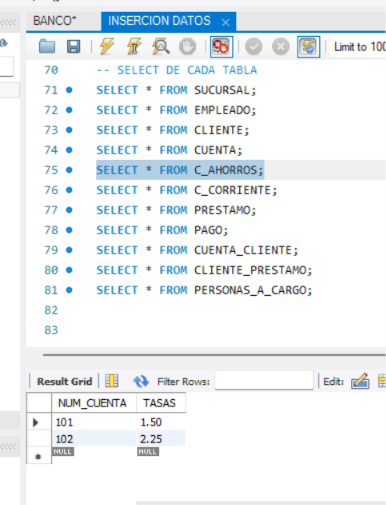 BANCO* INSERCION DATOS ×
Limit to 100
70 -- SELECT DE CADA TABLA
71 SELECT * FROM SUCURSAL;
72 SELECT * FROM EMPLEADO;
73 SELECT * FROM CLIENTE;
74 SELECT * FROM CUENTA;
75 SELECT * FROM C_AHORROS;
76 SELECT * FROM C_CORRIENTE;
77 SELECT * FROM PRESTAMO;
78 SELECT * FROM PAGO;
79 SELECT * FROM CUENTA_CLIENTE;
80 SELECT * FROM CLIENTE_PRESTAMO;
81 SELECT * FROM PERSONAS_A_CARGO;
82
83
Result Grid Filter Rows: Edit:
NUM_CUENTA TASAS
101 1.50
102 2.25
NULL NULL